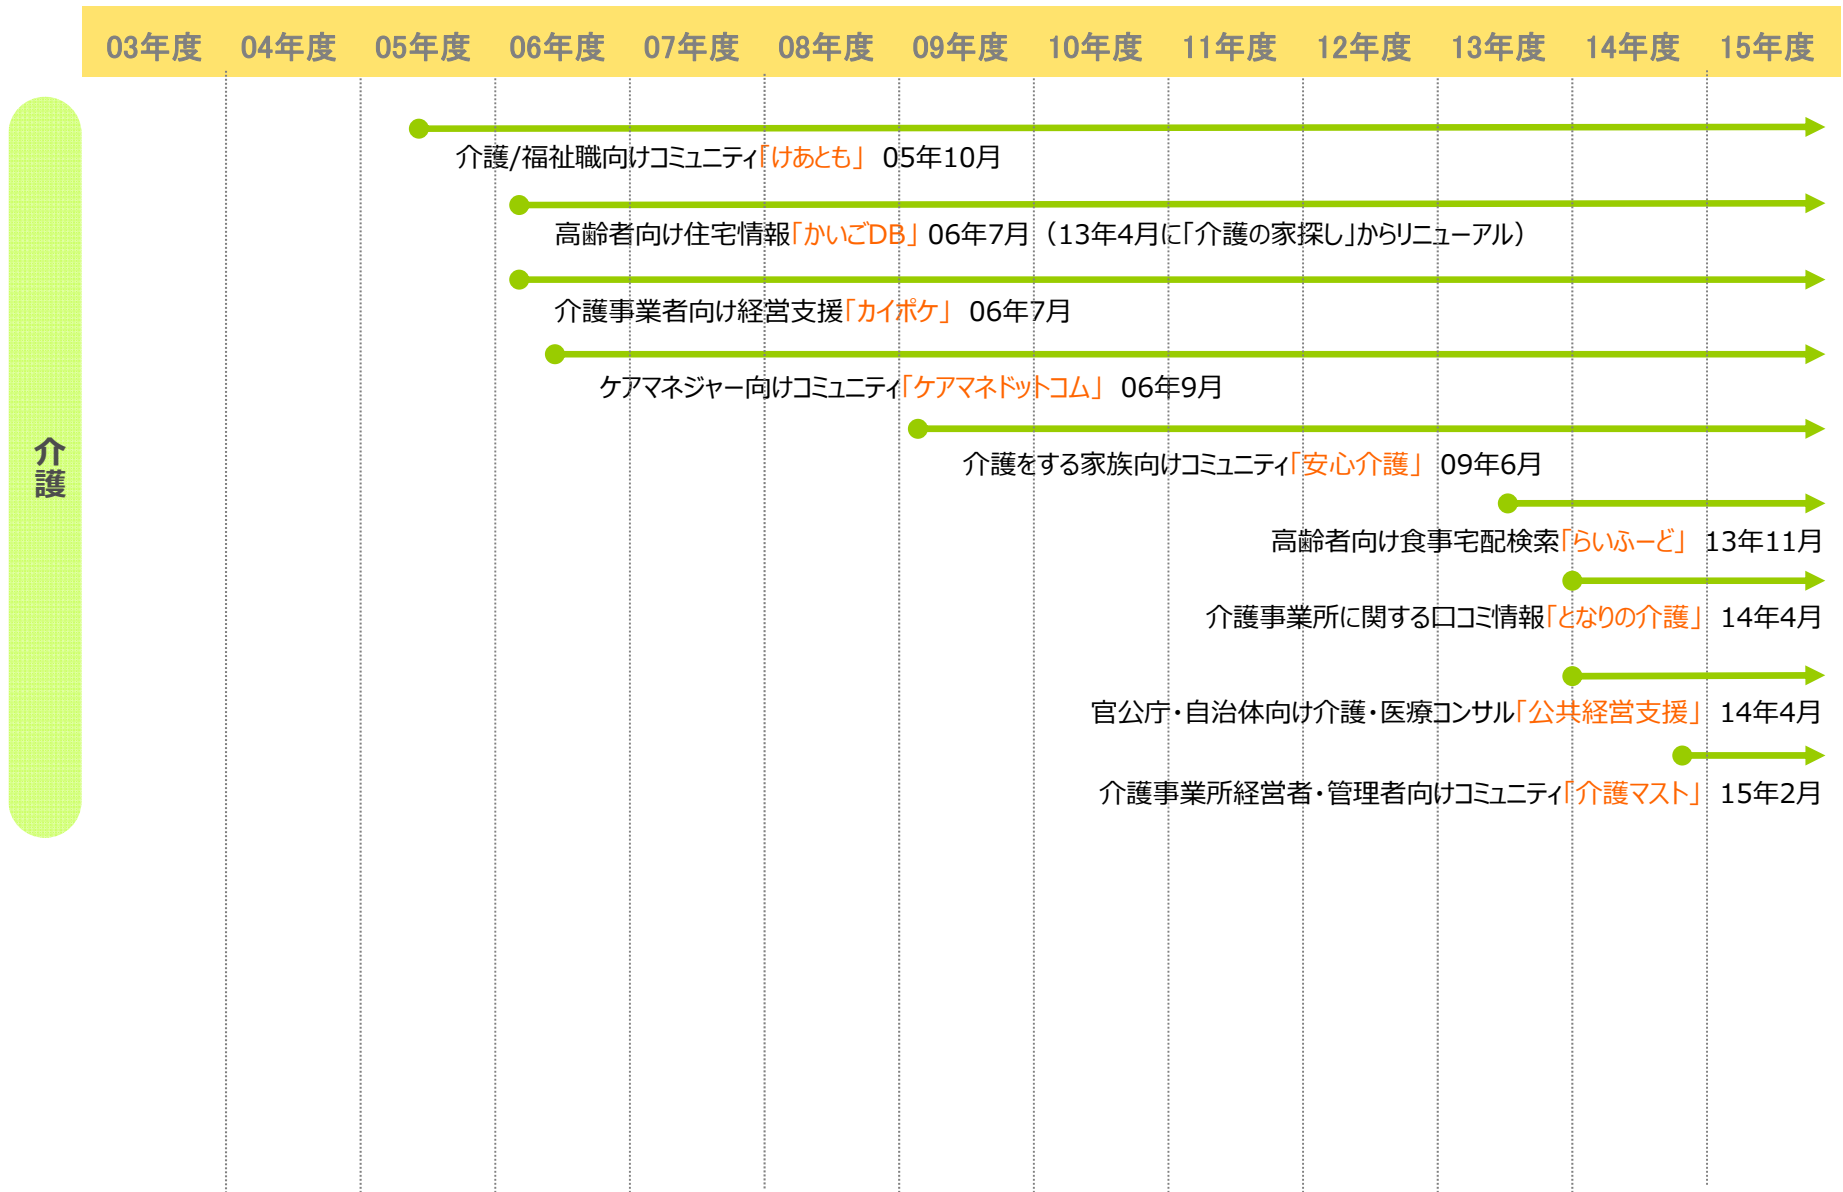 03年度 04年度 05年度 06年度 07年度 08年度 09年度 10年度 11年度 12年度 13年度 14年度 15年度
介護
介護/福祉職向けコミュニティ「けあとも」 05年10月
高齢者向け住宅情報「かいごDB」 06年7月（13年4月に「介護の家探し」からリニューアル）
介護事業者向け経営支援「カイポケ」 06年7月
ケアマネジャー向けコミュニティ「ケアマネドットコム」 06年9月
介護をする家族向けコミュニティ「安心介護」 09年6月
高齢者向け食事宅配検索「らいふーど」 13年11月
介護事業所に関する口コミ情報「となりの介護」 14年4月
官公庁・自治体向け介護・医療コンサル「公共経営支援」 14年4月
介護事業所経営者・管理者向けコミュニティ「介護マスト」 15年2月